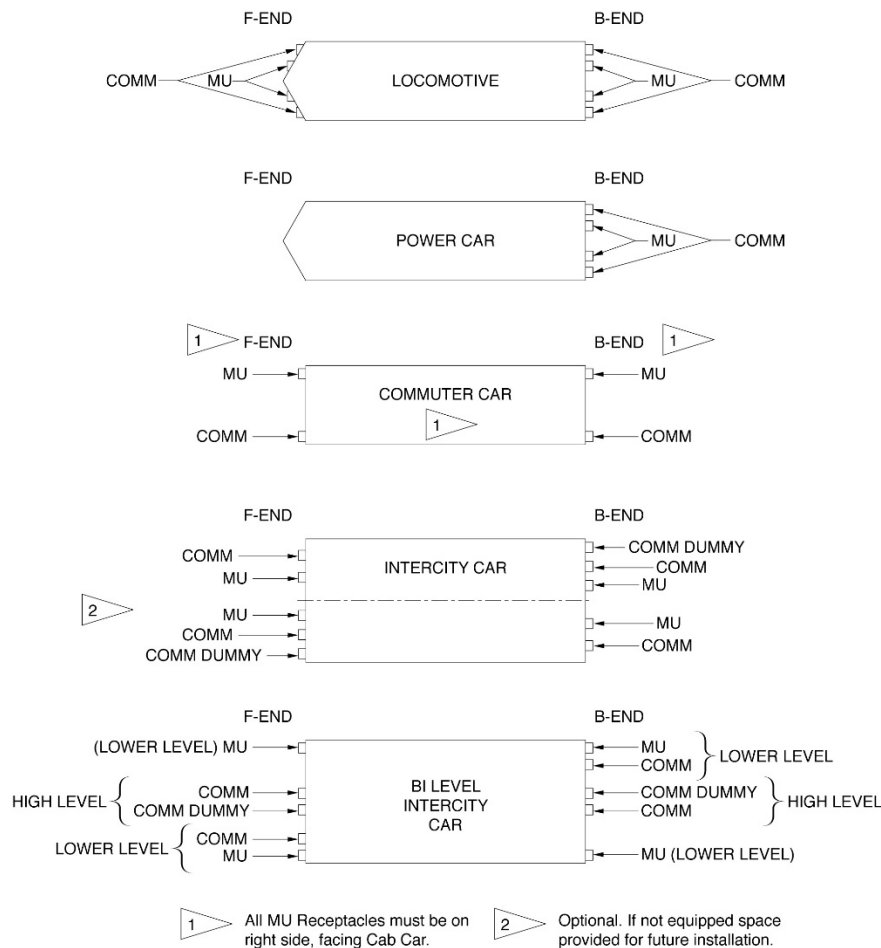 F-END B-END
COMM MU LOCOMOTIVE MU COMM
F-END B-END
POWER CAR MU COMM
1 F-END B-END 1
MU MU
COMMUTER CAR
1
COMM COMM
F-END B-END
COMM DUMMY
COMM INTERCITY CAR COMM
MU MU
2 MU MU
COMM COMM
COMM DUMMY
F-END B-END
(LOWER LEVEL) MU MU
COMM LOWER LEVEL
HIGH LEVEL COMM BI LEVEL COMM DUMMY HIGH LEVEL
COMM DUMMY INTERCITY COMM
CAR
LOWER LEVEL COMM
MU MU (LOWER LEVEL)
1 All MU Receptacles must be on
right side, facing Cab Car.
2 Optional. If not equipped space
provided for future installation.